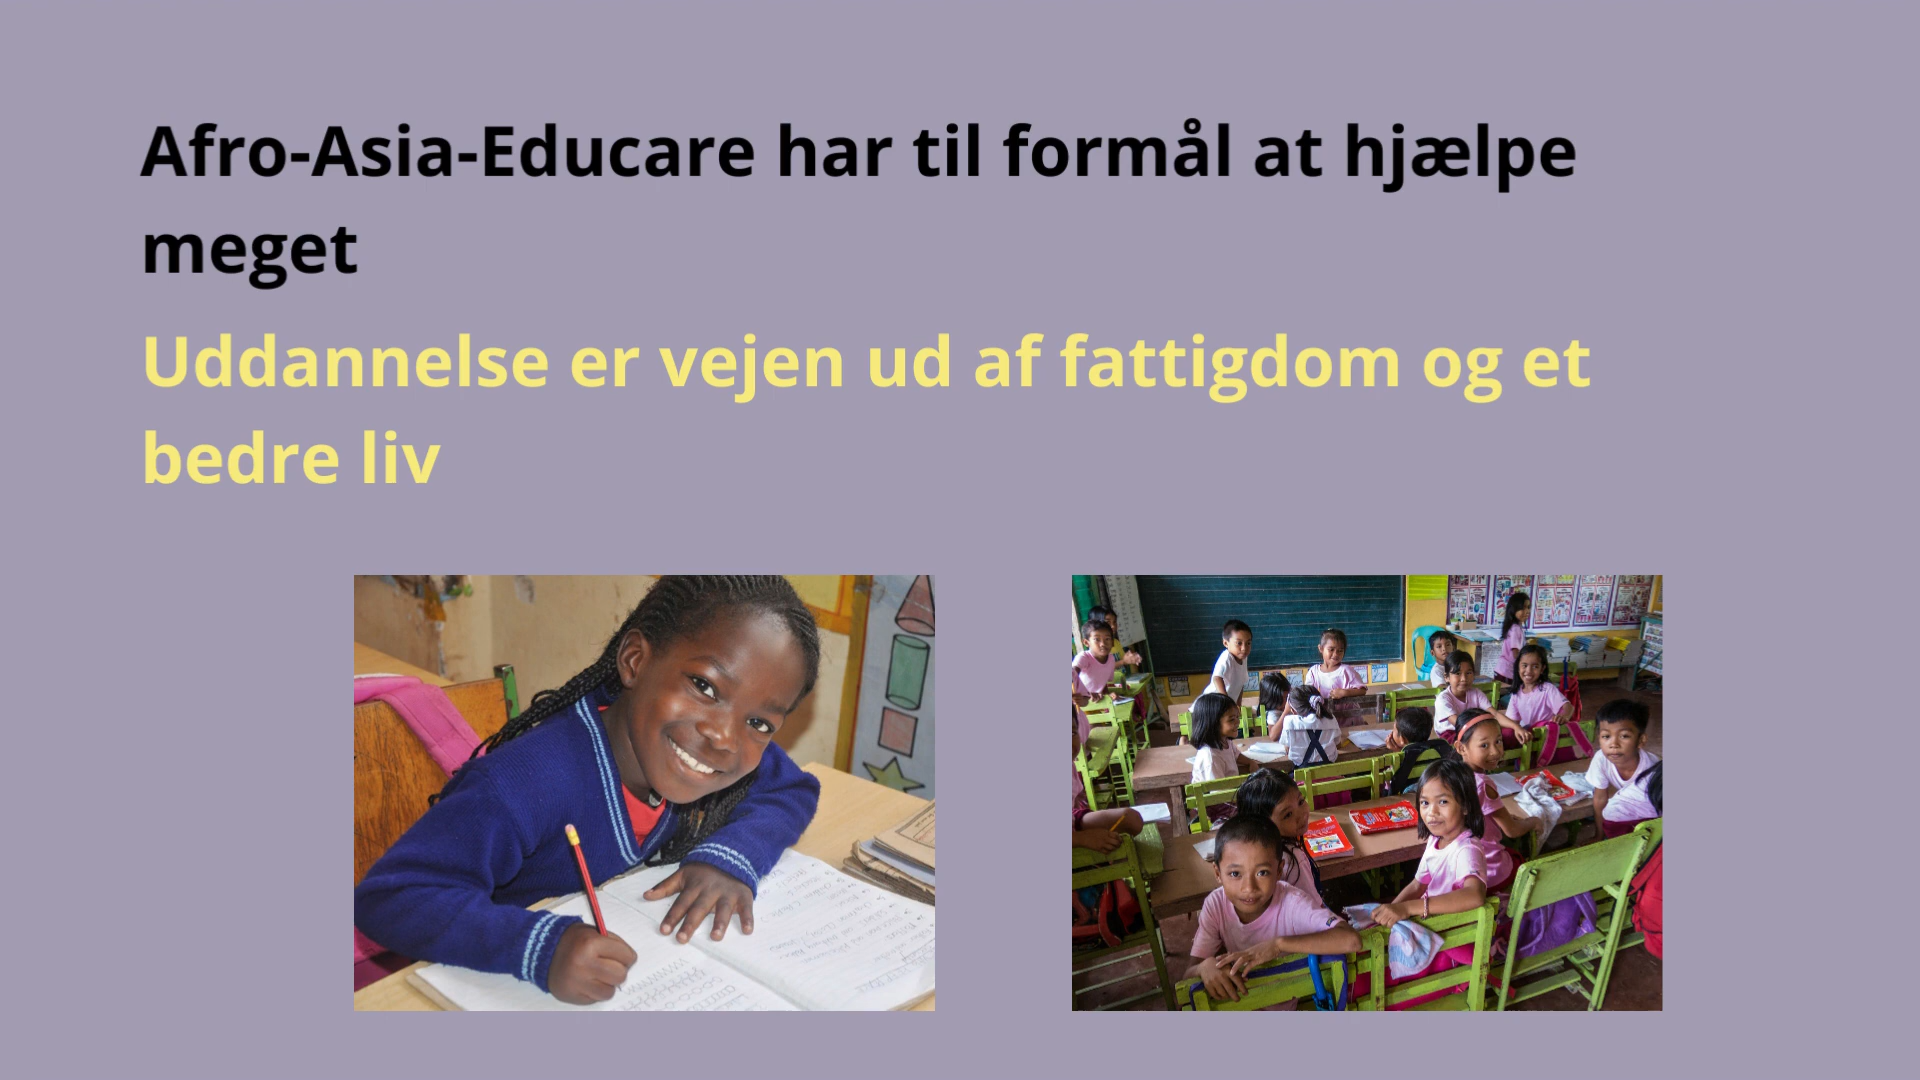 Afro-Asia-Educare har til formål at hjælpe
meget
Uddannelse er vejen ud af fattigdom og et
bedre liv